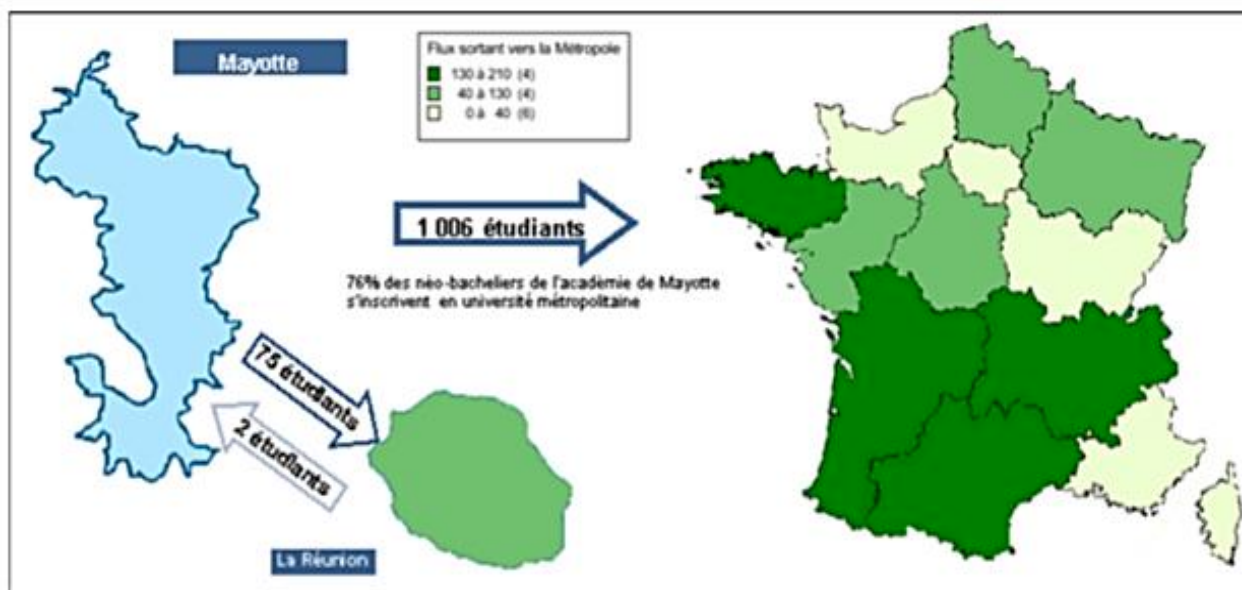 Mayotte
Flux sortant vers la Métropole
130 à 210 (4)
40 à 130 (4)
0 à 40 (6)
1 006 étudiants
76% des néo-bacheliers de l'académie de Mayotte
s'inscrivent en université métropolitaine
75 étudiants
2 étudiants
La Réunion